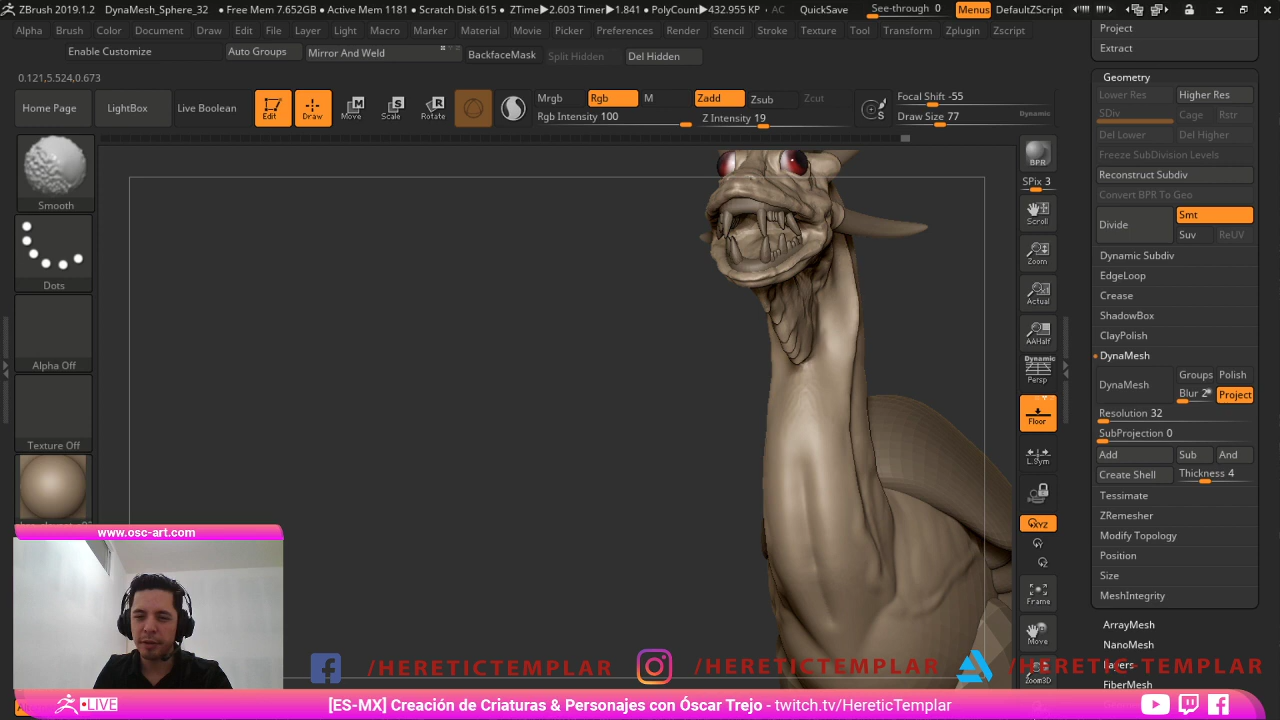 ZBrush 2019.1.2 DynaMesh_Sphere_32 • Free Mem 7.652GB • Active Mem 1181 • Scratch Disk 615 • ZTime▸2.603 Timer▸1.841 • PolyCount▸432.955 KP • AC QuickSave See-through 0 Menus DefaultZScript
Alpha Brush Color Document Draw Edit File Layer Light Macro Marker Material Movie Picker Preferences Render Stencil Stroke Texture Tool Transform Zplugin Zscript
Enable Customize Auto Groups Mirror And Weld BackfaceMask Split Hidden Del Hidden
0.121,5.524,0.673
Home Page LightBox Live Boolean Edit Draw Move Scale Rotate
Mrgb Rgb M Zadd Zsub Zcut
Rgb Intensity 100 Z Intensity 19
Focal Shift -55
Draw Size 77 Dynamic
Smooth
Dots
Alpha Off
Texture Off
BPR
SPix 3
Scroll
Zoom
Actual
AAHalf
Dynamic
Persp
Floor
L.Sym
XYZ
Frame
Move
Zoom3D
Project
Extract
Geometry
Lower Res Higher Res
SDiv Cage Rstr
Del Lower Del Higher
Freeze SubDivision Levels
Reconstruct Subdiv
Convert BPR To Geo
Divide Smt
Suv ReUV
Dynamic Subdiv
EdgeLoop
Crease
ShadowBox
ClayPolish
DynaMesh
DynaMesh Groups Polish
Blur 2 Project
Resolution 32
SubProjection 0
Add Sub And
Create Shell Thickness 4
Tessimate
ZRemesher
Modify Topology
Position
Size
MeshIntegrity
ArrayMesh
NanoMesh
Layers
FiberMesh
www.osc-art.com
/HERETICTEMPLAR /HERETICTEMPLAR /HERETIC-TEMPLAR
LIVE [ES-MX] Creación de Criaturas & Personajes con Óscar Trejo - twitch.tv/HereticTemplar